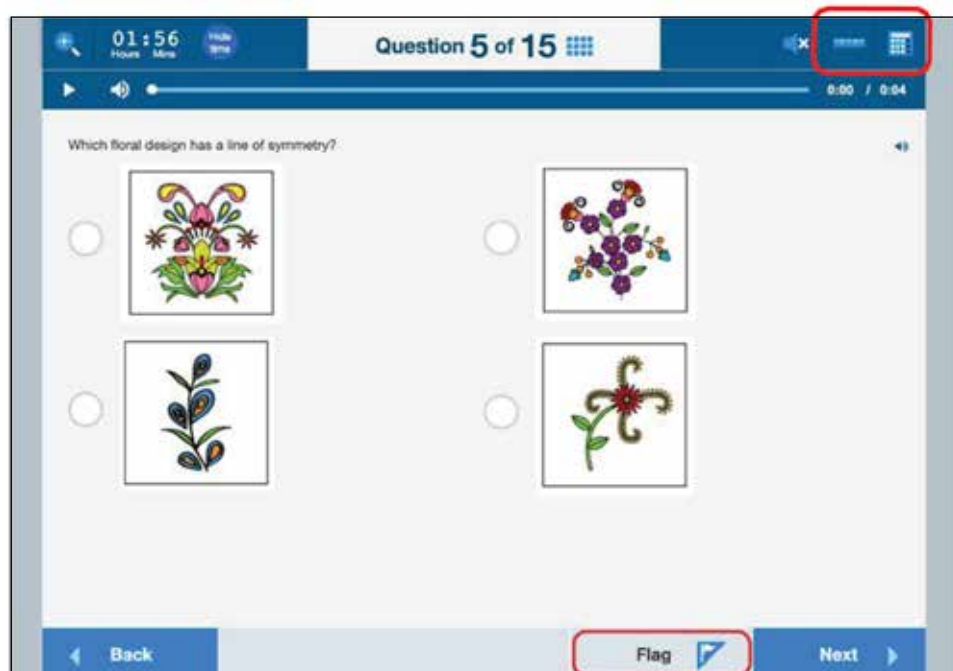 01:56
Hours Mins
Hide time
Question 5 of 15
0:00 / 0:04
Which floral design has a line of symmetry?
Back
Flag
Next